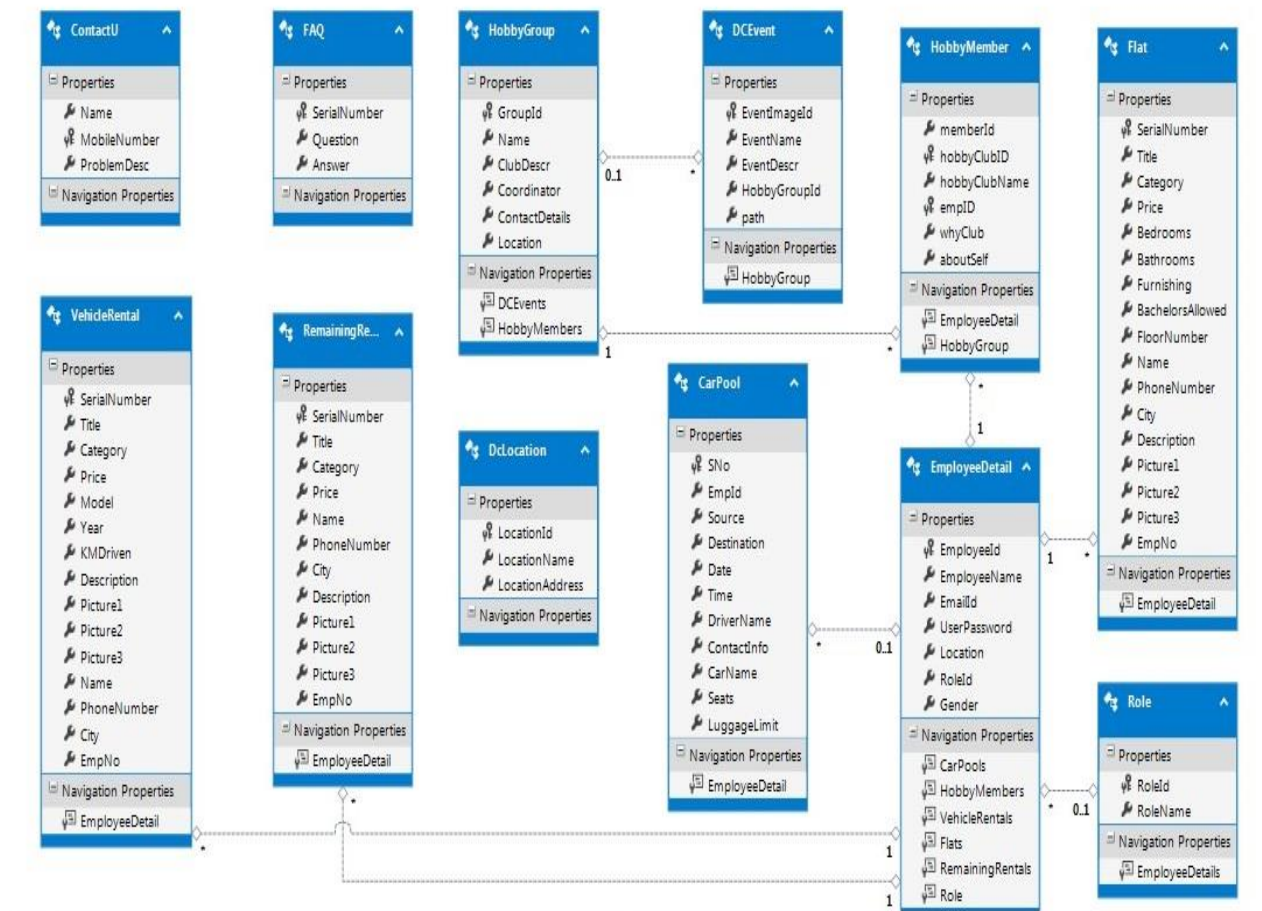 ContactU
Properties
Name
MobileNumber
ProblemDesc
Navigation Properties
FAQ
Properties
SerialNumber
Question
Answer
Navigation Properties
HobbyGroup
Properties
GroupId
Name
ClubDescr
Coordinator
ContactDetails
Location
Navigation Properties
DCEvents
HobbyMembers
0..1
*
1
*
DCEvent
Properties
EventImageId
EventName
EventDescr
HobbyGroupId
path
Navigation Properties
HobbyGroup
HobbyMember
Properties
memberId
hobbyClubID
hobbyClubName
empID
whyClub
aboutSelf
Navigation Properties
EmployeeDetail
HobbyGroup
*
1
Flat
Properties
SerialNumber
Title
Category
Price
Bedrooms
Bathrooms
Furnishing
BachelorsAllowed
FloorNumber
Name
PhoneNumber
City
Description
Picture1
Picture2
Picture3
EmpNo
Navigation Properties
EmployeeDetail
VehicleRental
Properties
SerialNumber
Title
Category
Price
Model
Year
KMDriven
Description
Picture1
Picture2
Picture3
Name
PhoneNumber
City
EmpNo
Navigation Properties
EmployeeDetail
*
1
RemainingRe...
Properties
SerialNumber
Title
Category
Price
Name
PhoneNumber
City
Description
Picture1
Picture2
Picture3
EmpNo
Navigation Properties
EmployeeDetail
*
1
DcLocation
Properties
LocationId
LocationName
LocationAddress
Navigation Properties
CarPool
Properties
SNo
EmpId
Source
Destination
Date
Time
DriverName
ContactInfo
CarName
Seats
LuggageLimit
Navigation Properties
EmployeeDetail
*
0..1
EmployeeDetail
Properties
EmployeeId
EmployeeName
EmailId
UserPassword
Location
RoleId
Gender
Navigation Properties
CarPools
HobbyMembers
VehicleRentals
Flats
RemainingRentals
Role
1
*
*
0..1
Role
Properties
RoleId
RoleName
Navigation Properties
EmployeeDetails